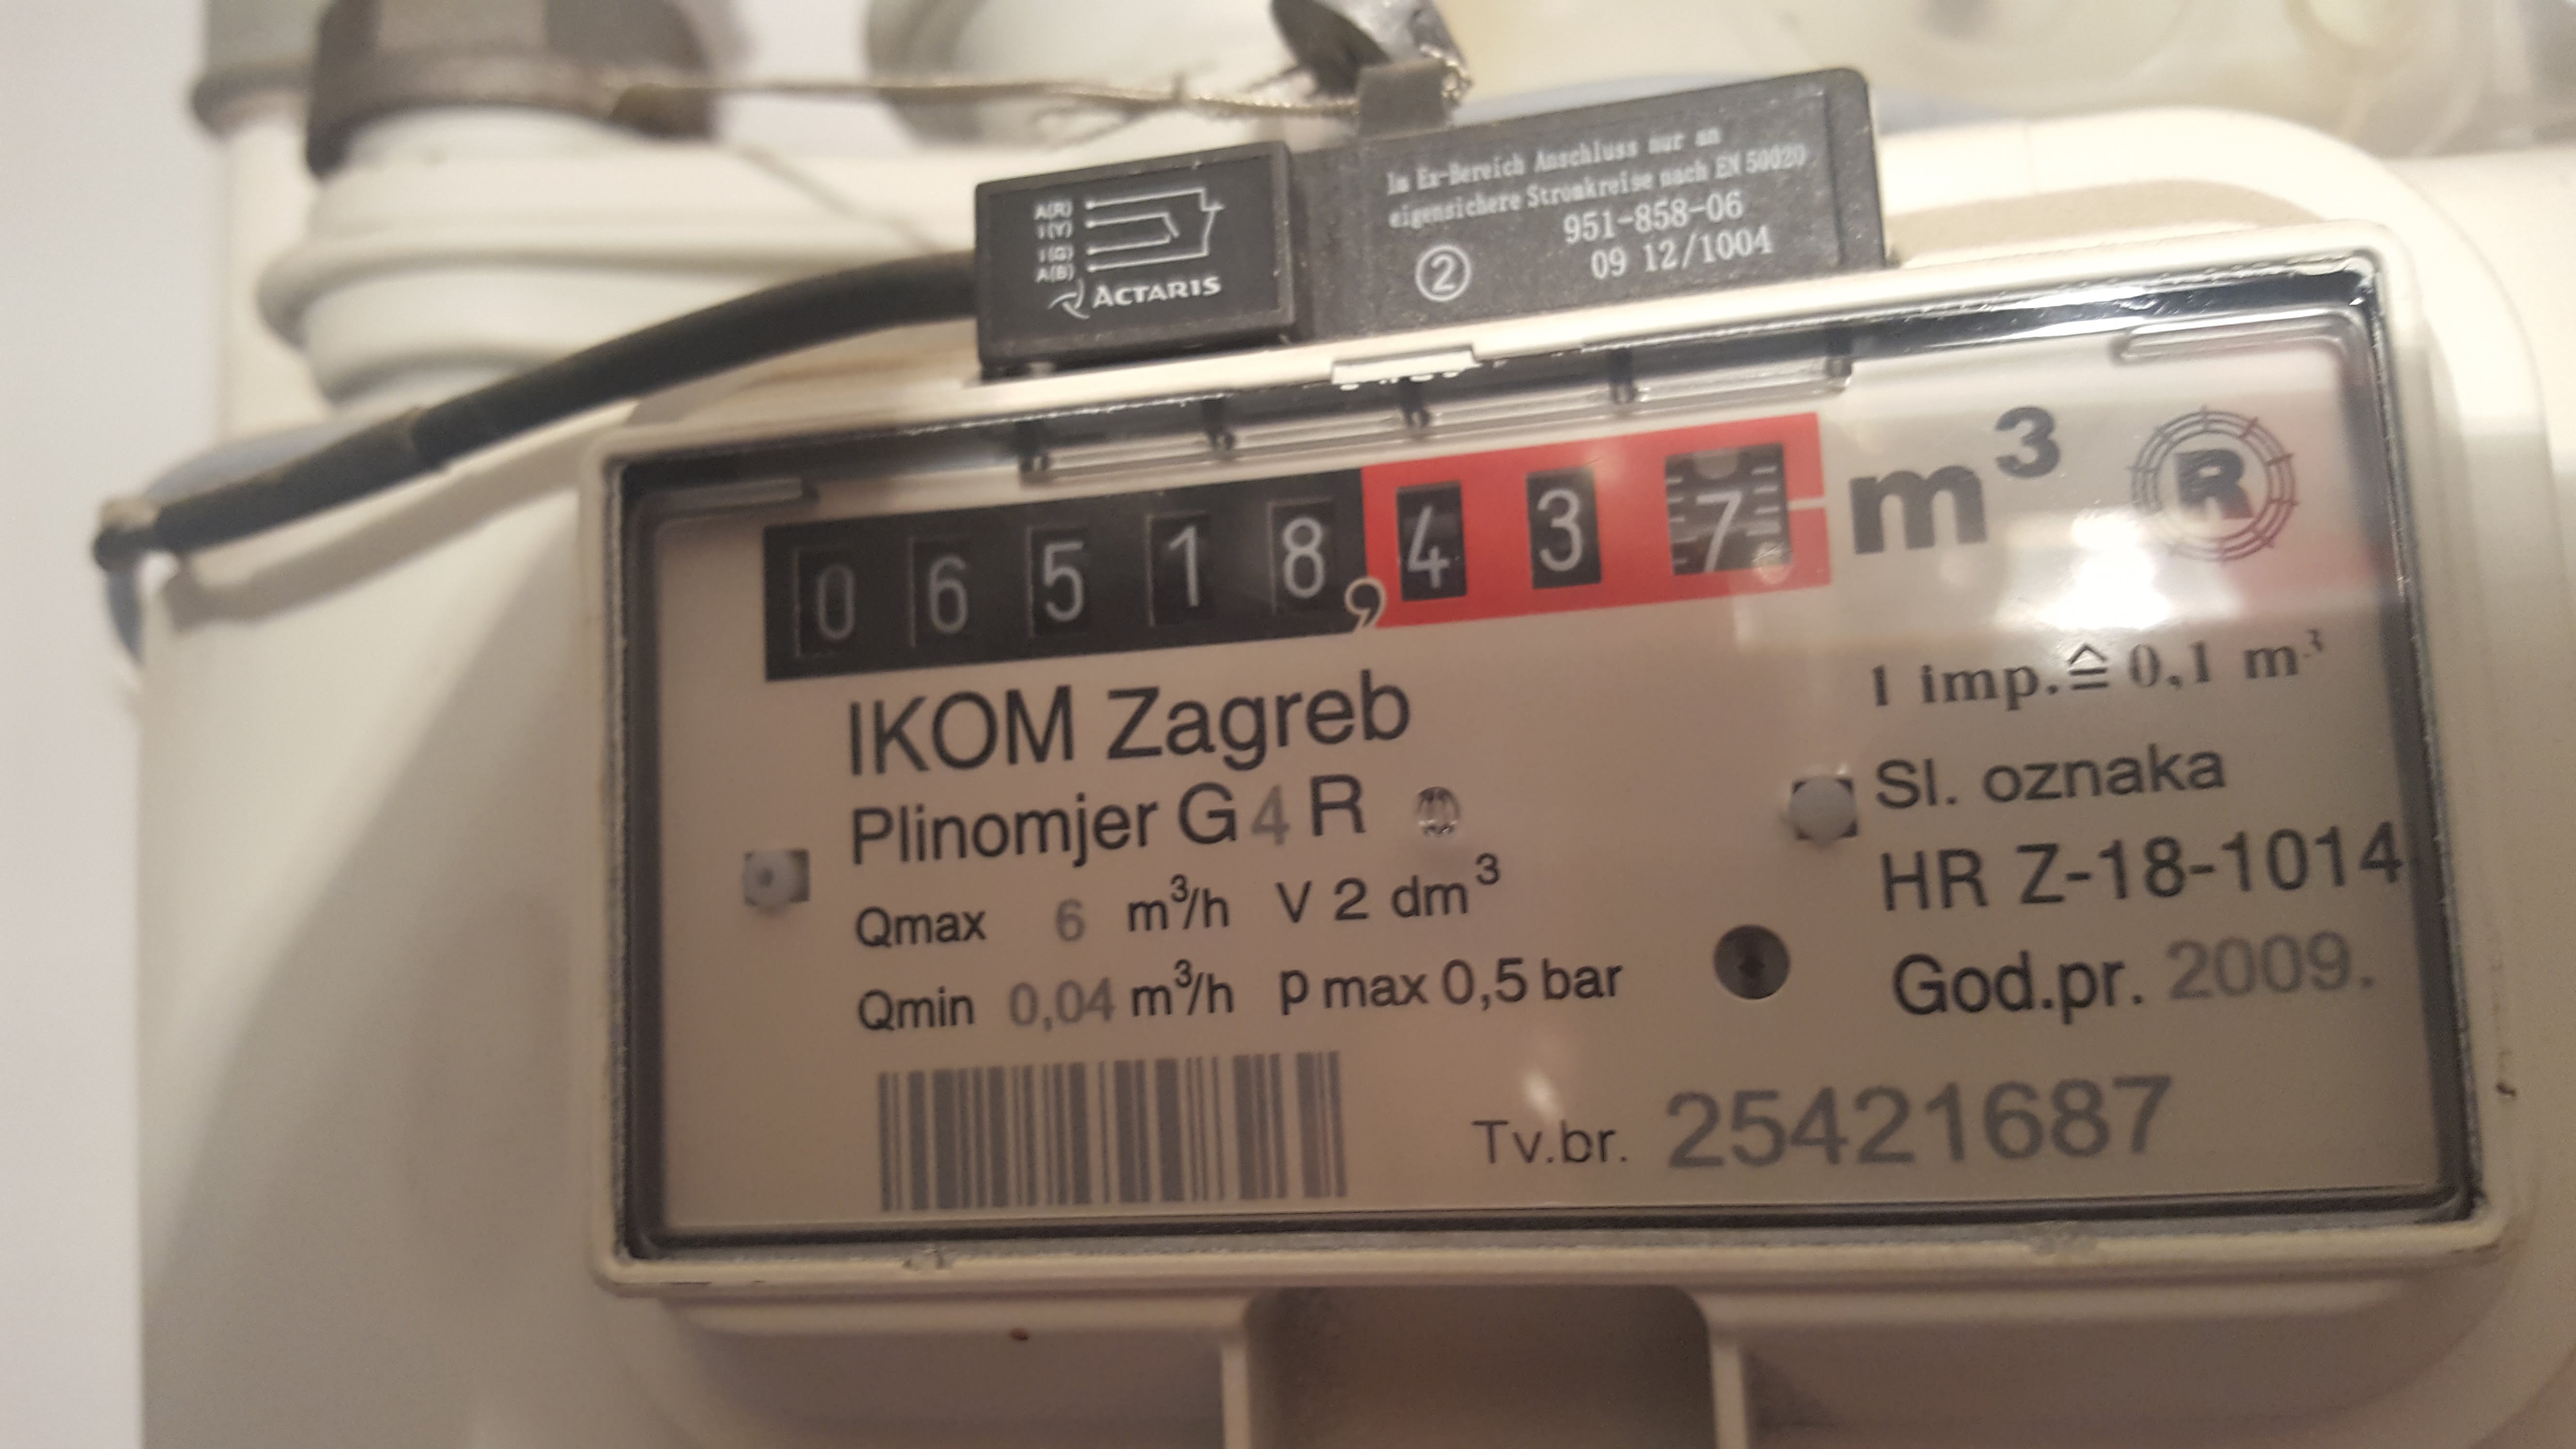 Im Ex-Bereich Anschluss nur an
eigensichere Stromkreise nach EN 50020
951-858-06
② 09 12/1004
A(R)
I(Y)
I(G)
A(B)
ACTARIS
06518,437 m³ R
1 imp.≙ 0,1 m³
IKOM Zagreb
Plinomjer G4R
Qmax 6 m³/h V 2 dm³
Qmin 0,04 m³/h p max 0,5 bar
Sl. oznaka
HR Z-18-1014
God.pr. 2009.
Tv.br. 25421687